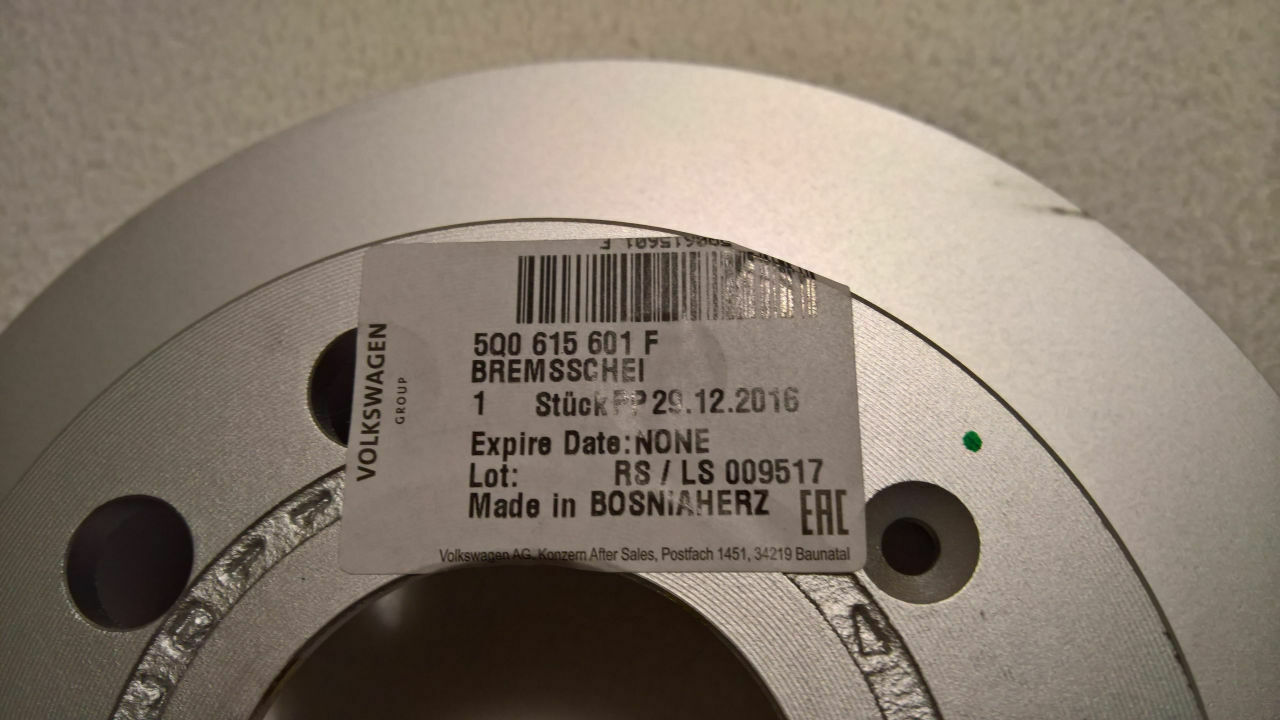 5Q0615601 F
5Q0 615 601 F
BREMSSCHEI
1 Stück PP 29.12.2016
Expire Date:NONE
Lot: RS / LS 009517
Made in BOSNIAHERZ
EAC
Volkswagen AG, Konzern After Sales, Postfach 1451, 34219 Baunatal
VOLKSWAGEN
GROUP